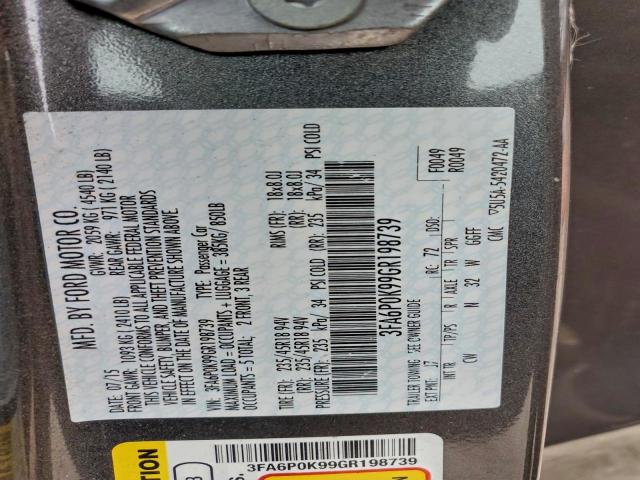 MFD. BY FORD MOTOR CO.
DATE: 07/15 GVWR: 2059 KG ( 4540 LB)
FRONT GAWR: 1093 KG ( 2410 LB) REAR GAWR: 971 KG ( 2140 LB)
THIS VEHICLE CONFORMS TO ALL APPLICABLE FEDERAL MOTOR
VEHICLE SAFETY, BUMPER, AND THEFT PREVENTION STANDARDS
IN EFFECT ON THE DATE OF MANUFACTURE SHOWN ABOVE.
VIN: 3FA6P0K99GR198739 TYPE: Passenger Car
MAXIMUM LOAD = OCCUPANTS + LUGGAGE = 385KG/ 850LB
OCCUPANTS = 5 TOTAL: 2 FRONT, 3 REAR
TIRE (FR): 235/45R18 94V RIMS (FR): 18x8.0J
(RR): 235/45R18 94V (RR): 18x8.0J
PRESSURE (FR): 235 kPa/ 34 PSI COLD (RR): 235 kPa/ 34 PSI COLD
3FA6P0K99GR198739
TRAILER TOWING - SEE OWNER GUIDE F0049
R0049
EXT PNT: J7 RC: 72 DSO:
INT TR TP/PS R AXLE TR SPR
CW N 32 W GGFF
CMC ▽5U5A-5420472-AA
3FA6P0K99GR198739